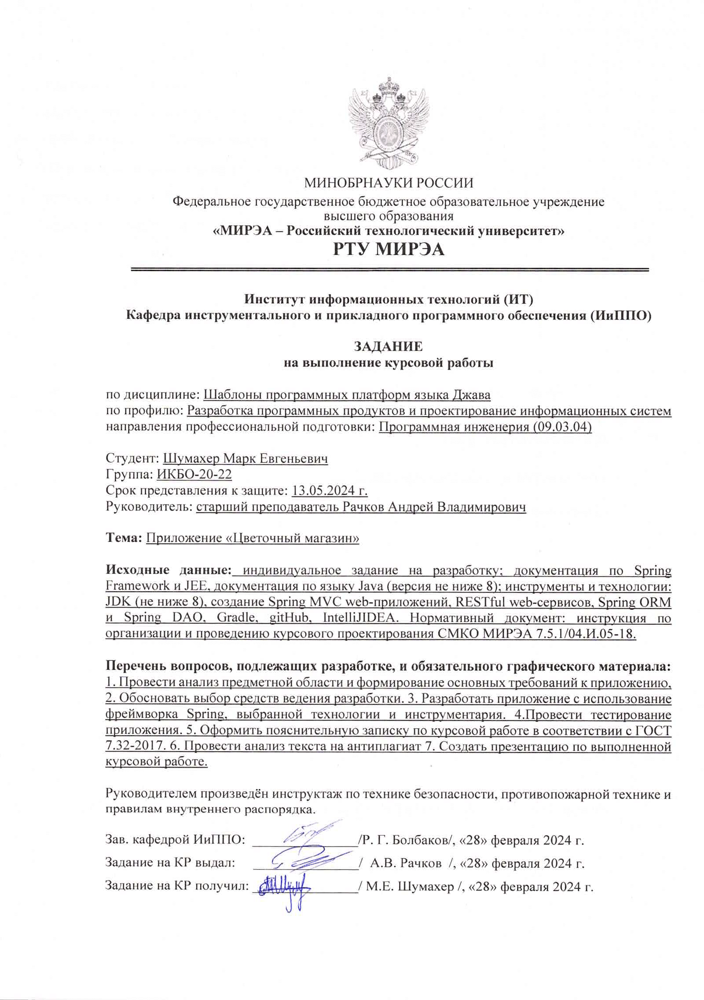 МИНОБРНАУКИ РОССИИ
Федеральное государственное бюджетное образовательное учреждение
высшего образования
«МИРЭА – Российский технологический университет»
РТУ МИРЭА
Институт информационных технологий (ИТ)
Кафедра инструментального и прикладного программного обеспечения (ИиППО)
ЗАДАНИЕ
на выполнение курсовой работы
по дисциплине: Шаблоны программных платформ языка Джава
по профилю: Разработка программных продуктов и проектирование информационных систем
направления профессиональной подготовки: Программная инженерия (09.03.04)
Студент: Шумахер Марк Евгеньевич
Группа: ИКБО-20-22
Срок представления к защите: 13.05.2024 г.
Руководитель: старший преподаватель Рачков Андрей Владимирович
Тема: Приложение «Цветочный магазин»
Исходные данные: индивидуальное задание на разработку; документация по Spring
Framework и JEE, документация по языку Java (версия не ниже 8); инструменты и технологии:
JDK (не ниже 8), создание Spring MVC web-приложений, RESTful web-сервисов, Spring ORM
и Spring DAO, Gradle, gitHub, IntelliJIDEA. Нормативный документ: инструкция по
организации и проведению курсового проектирования СМКО МИРЭА 7.5.1/04.И.05-18.
Перечень вопросов, подлежащих разработке, и обязательного графического материала:
1. Провести анализ предметной области и формирование основных требований к приложению,
2. Обосновать выбор средств ведения разработки. 3. Разработать приложение с использование
фреймворка Spring, выбранной технологии и инструментария. 4.Провести тестирование
приложения. 5. Оформить пояснительную записку по курсовой работе в соответствии с ГОСТ
7.32-2017. 6. Провести анализ текста на антиплагиат 7. Создать презентацию по выполненной
курсовой работе.
Руководителем произведён инструктаж по технике безопасности, противопожарной технике и
правилам внутреннего распорядка.
Зав. кафедрой ИиППО: /Р. Г. Болбаков/, «28» февраля 2024 г.
Задание на КР выдал: / А.В. Рачков /, «28» февраля 2024 г.
Задание на КР получил: / М.Е. Шумахер /, «28» февраля 2024 г.